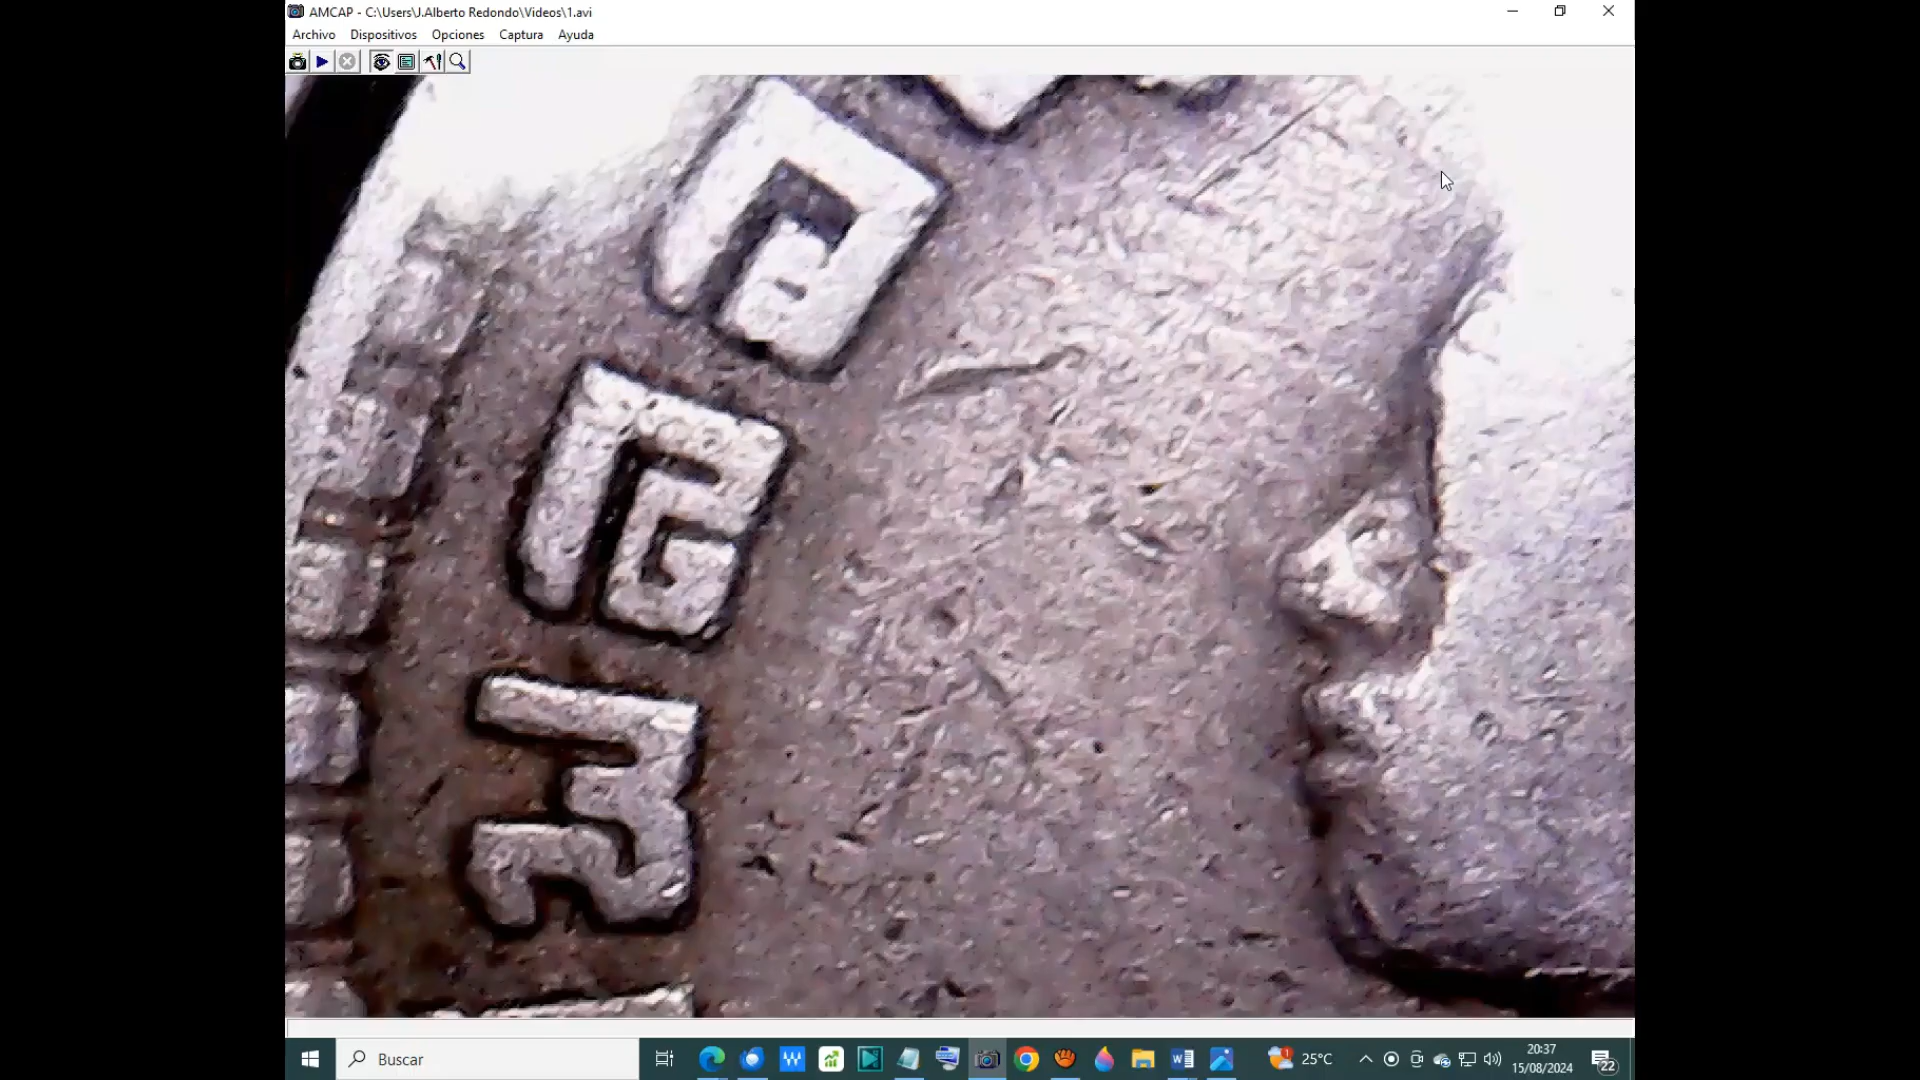 AMCAP - C:\Users\J.Alberto Redondo\Videos\1.avi
Archivo Dispositivos Opciones Captura Ayuda
Buscar
25°C
20:37
15/08/2024
22